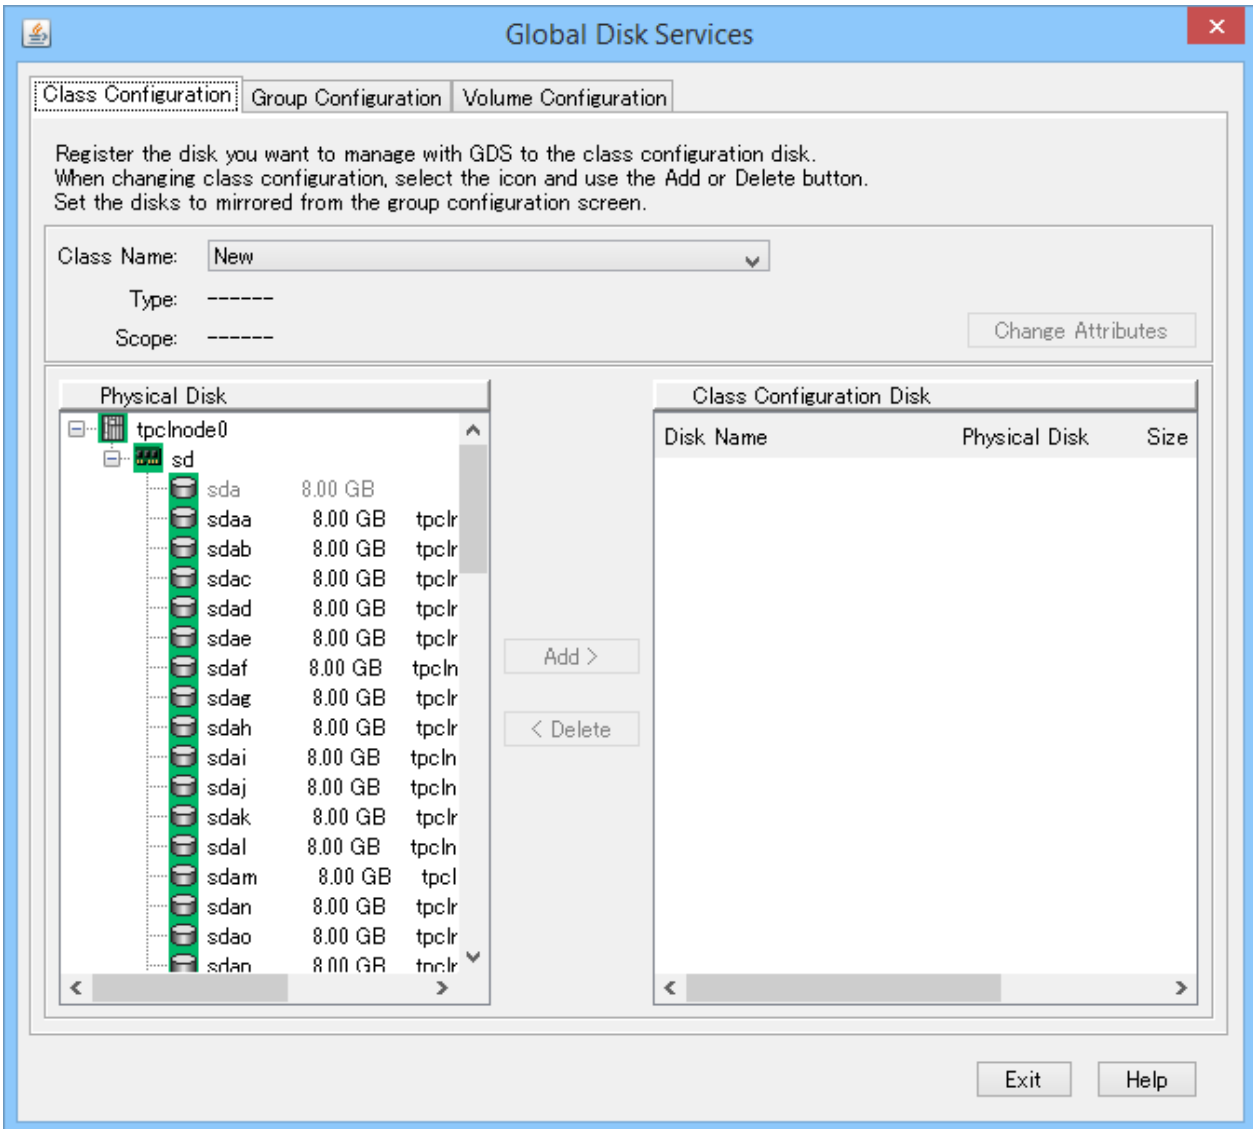 Global Disk Services
Class Configuration Group Configuration Volume Configuration
Register the disk you want to manage with GDS to the class configuration disk.
When changing class configuration, select the icon and use the Add or Delete button.
Set the disks to mirrored from the group configuration screen.
Class Name: New
Type: ------
Scope: ------
Change Attributes
Physical Disk
tpclnode0
sd
sda 8.00 GB
sdaa 8.00 GB tpclr
sdab 8.00 GB tpclr
sdac 8.00 GB tpclr
sdad 8.00 GB tpclr
sdae 8.00 GB tpclr
sdaf 8.00 GB tpcln
sdag 8.00 GB tpclr
sdah 8.00 GB tpclr
sdai 8.00 GB tpcln
sdaj 8.00 GB tpcln
sdak 8.00 GB tpclr
sdal 8.00 GB tpcln
sdam 8.00 GB tpcl
sdan 8.00 GB tpclr
sdao 8.00 GB tpclr
8.00 GB tpclr
Add >
< Delete
Class Configuration Disk
Disk Name Physical Disk Size
Exit Help